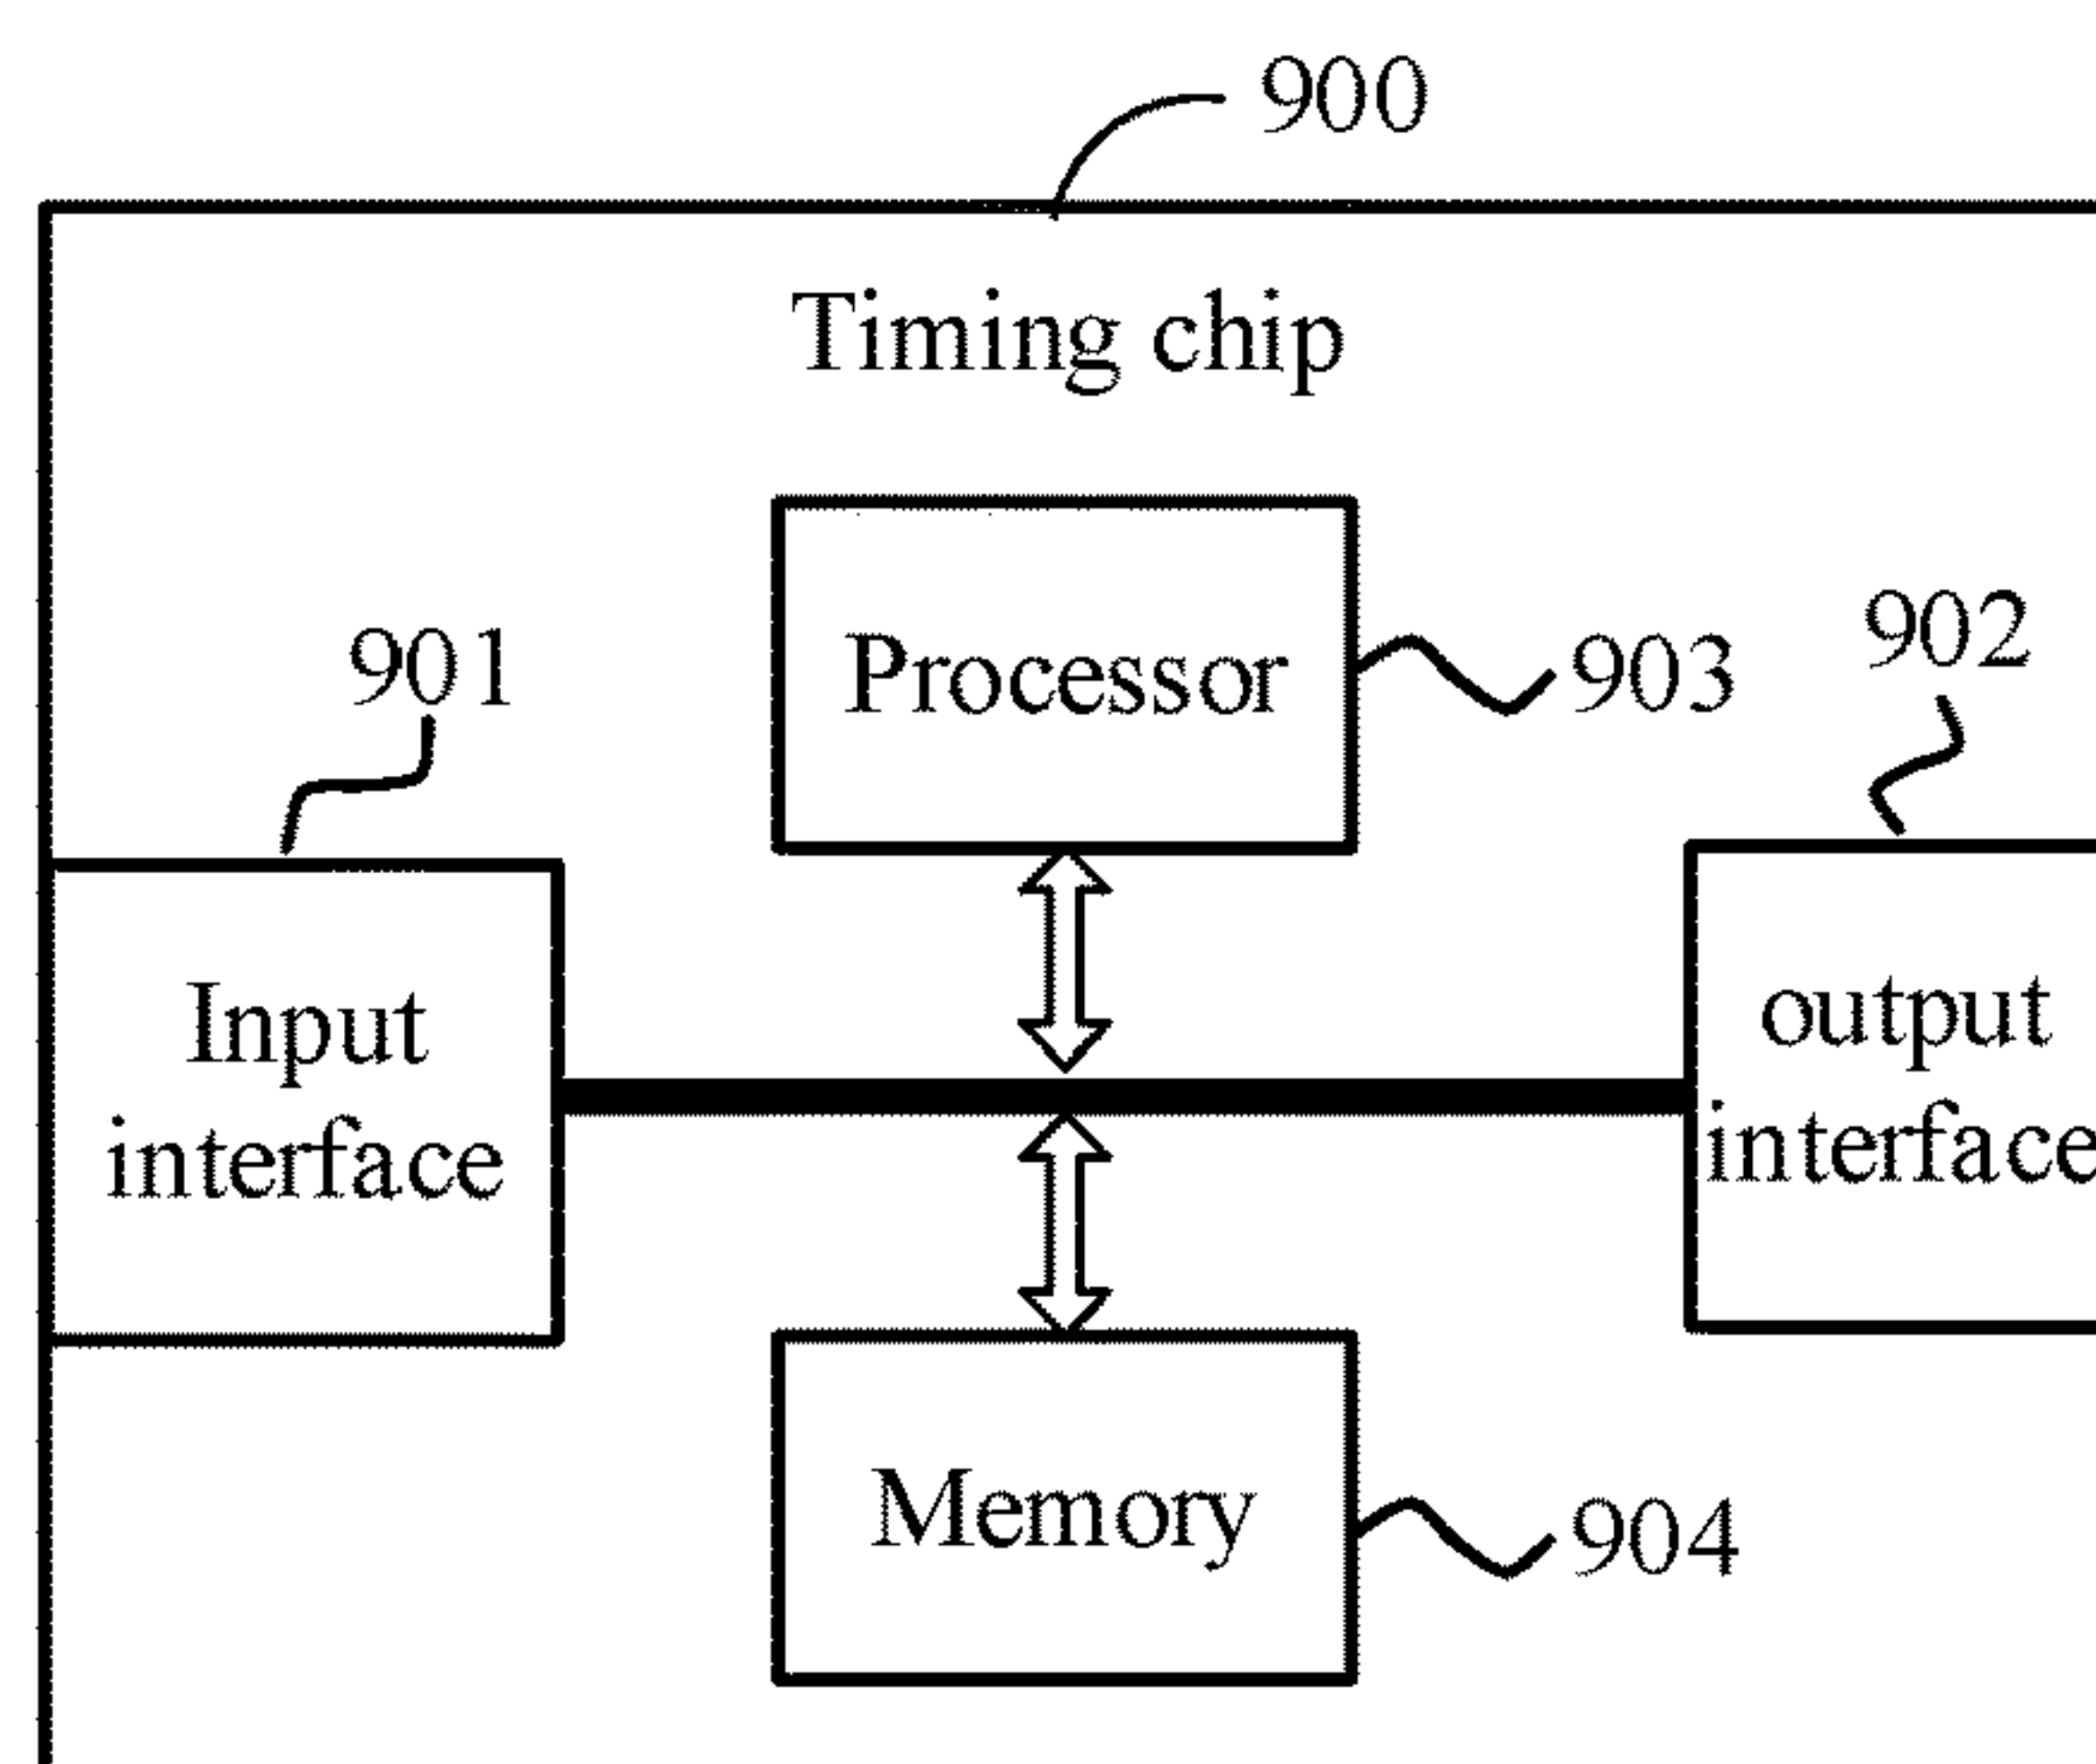 900
Timing chip
901
Processor
903
902
Input
interface
output
interface
Memory
904